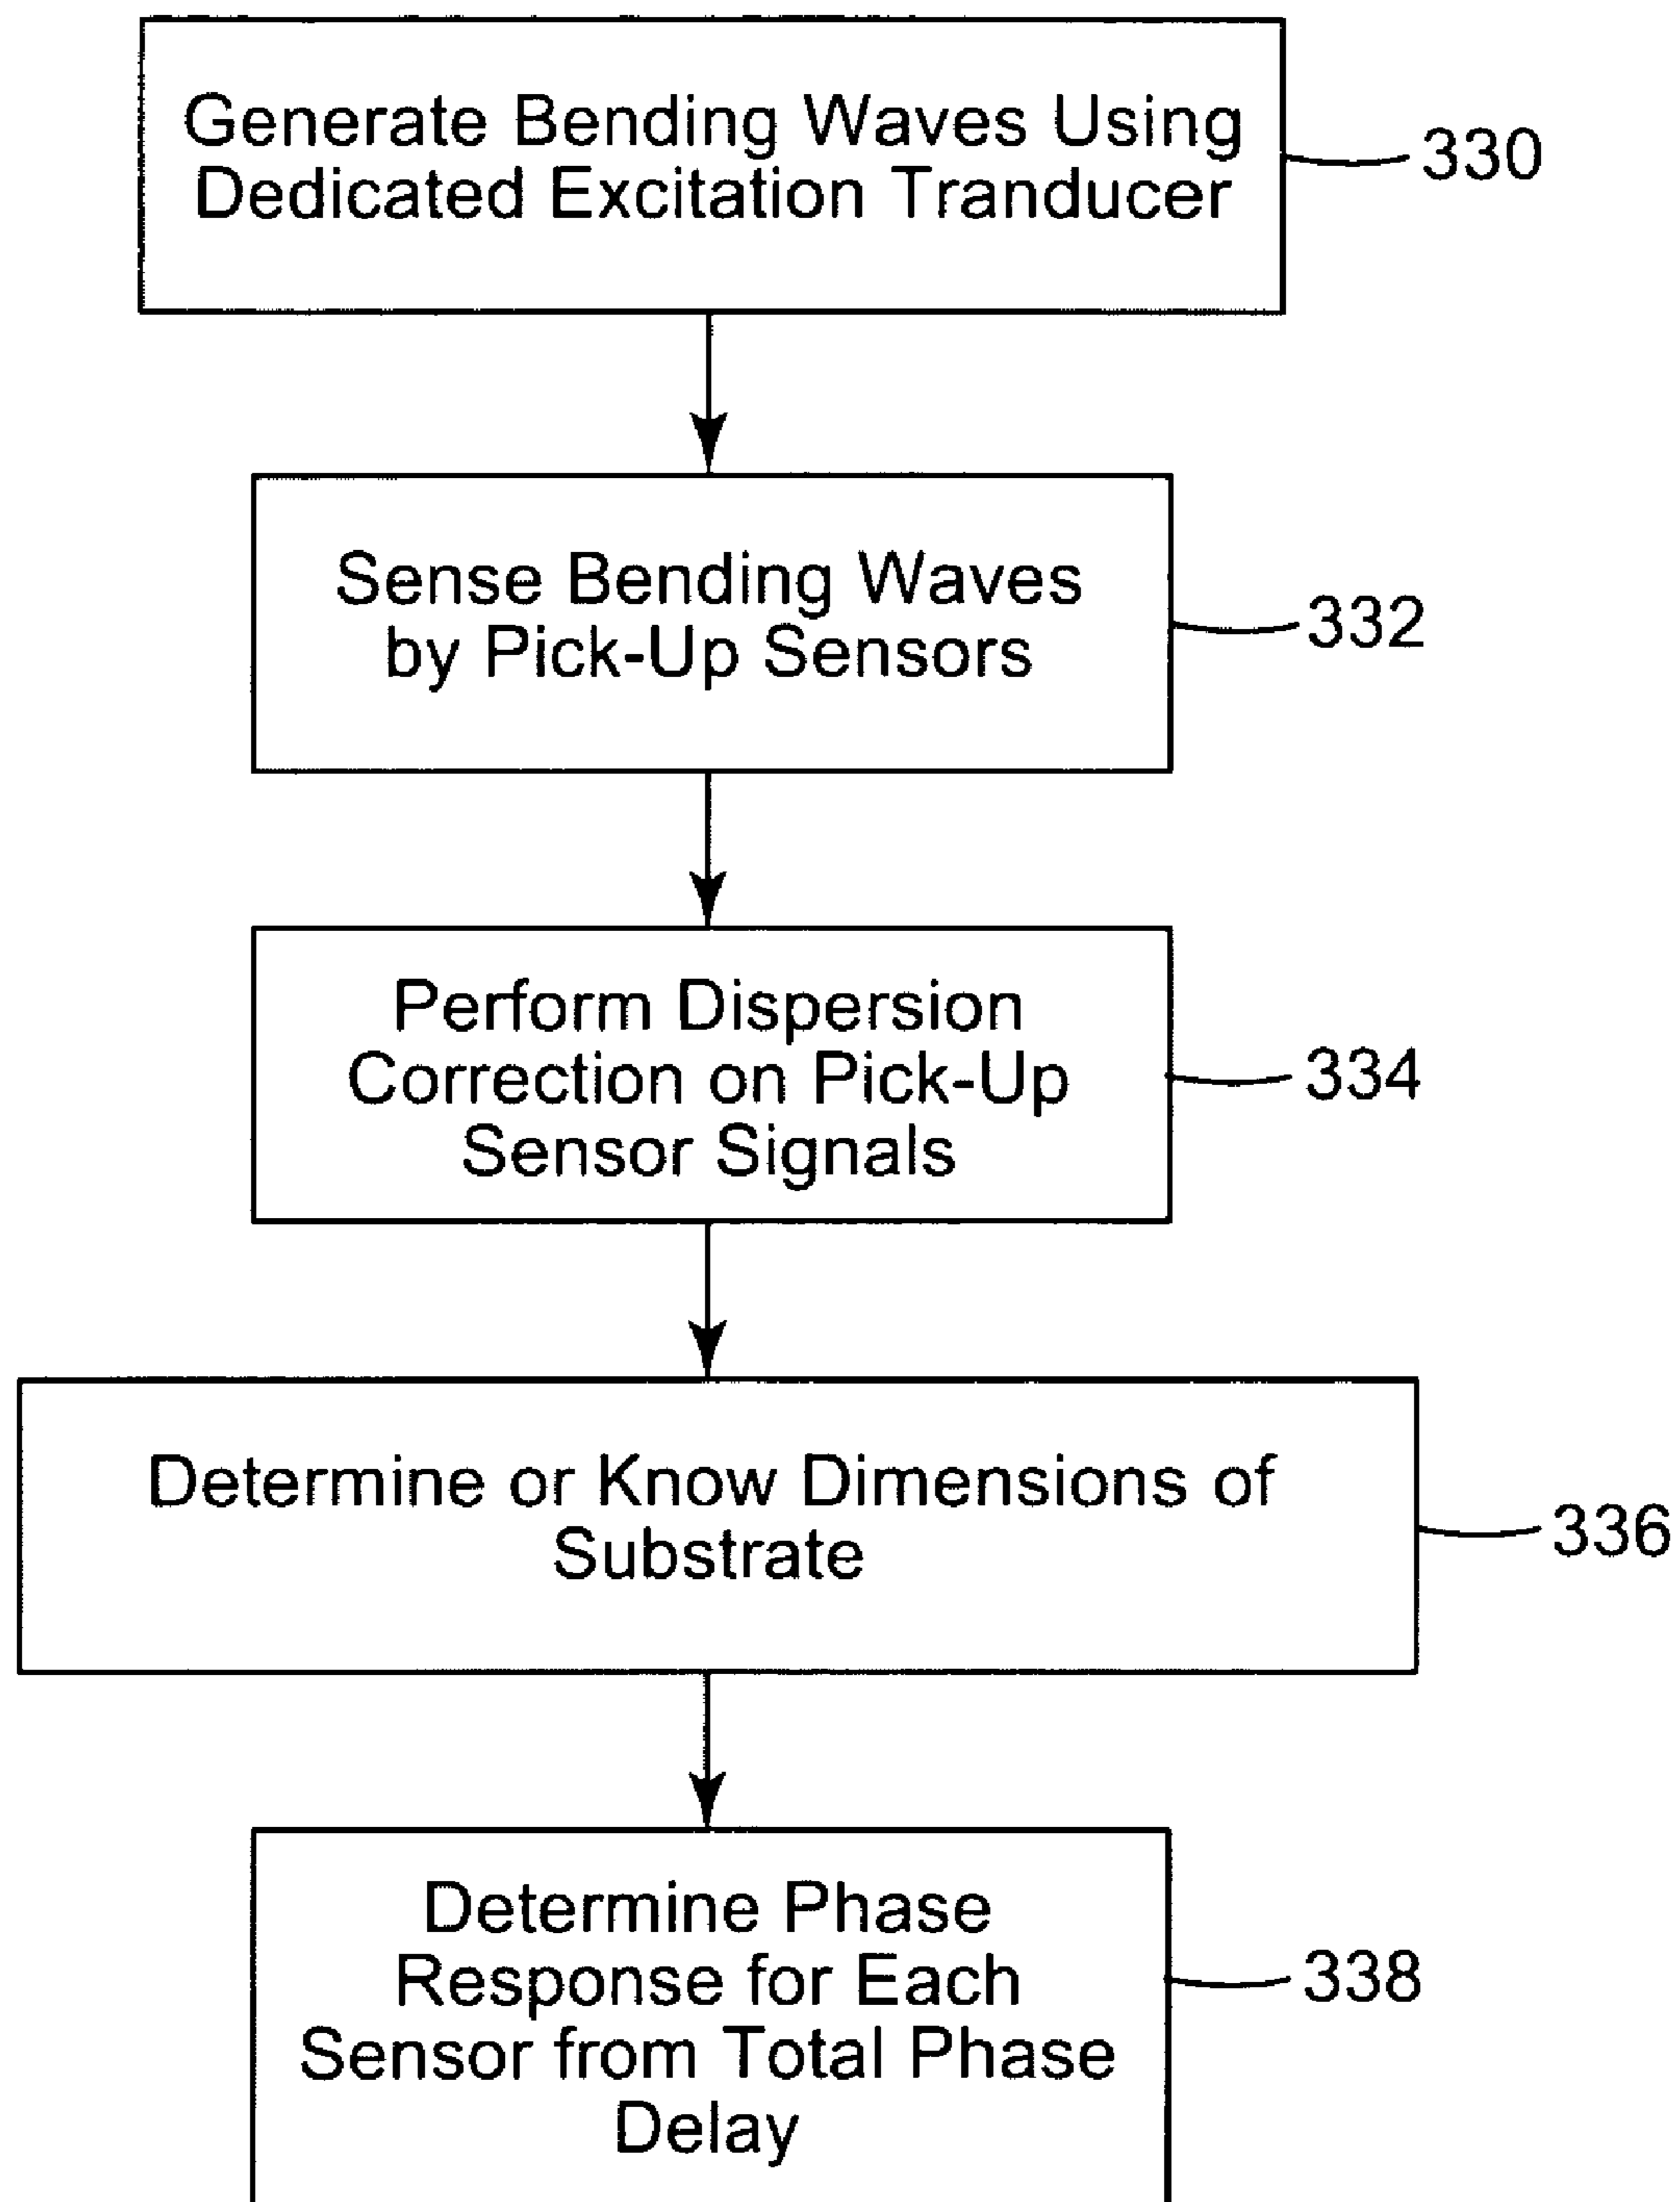 Generate Bending Waves Using
Dedicated Excitation Tranducer
330
Sense Bending Waves
by Pick-Up Sensors
332
Perform Dispersion
Correction on Pick-Up
Sensor Signals
334
Determine or Know Dimensions of
Substrate
336
Determine Phase
Response for Each
Sensor from Total Phase
Delay
338